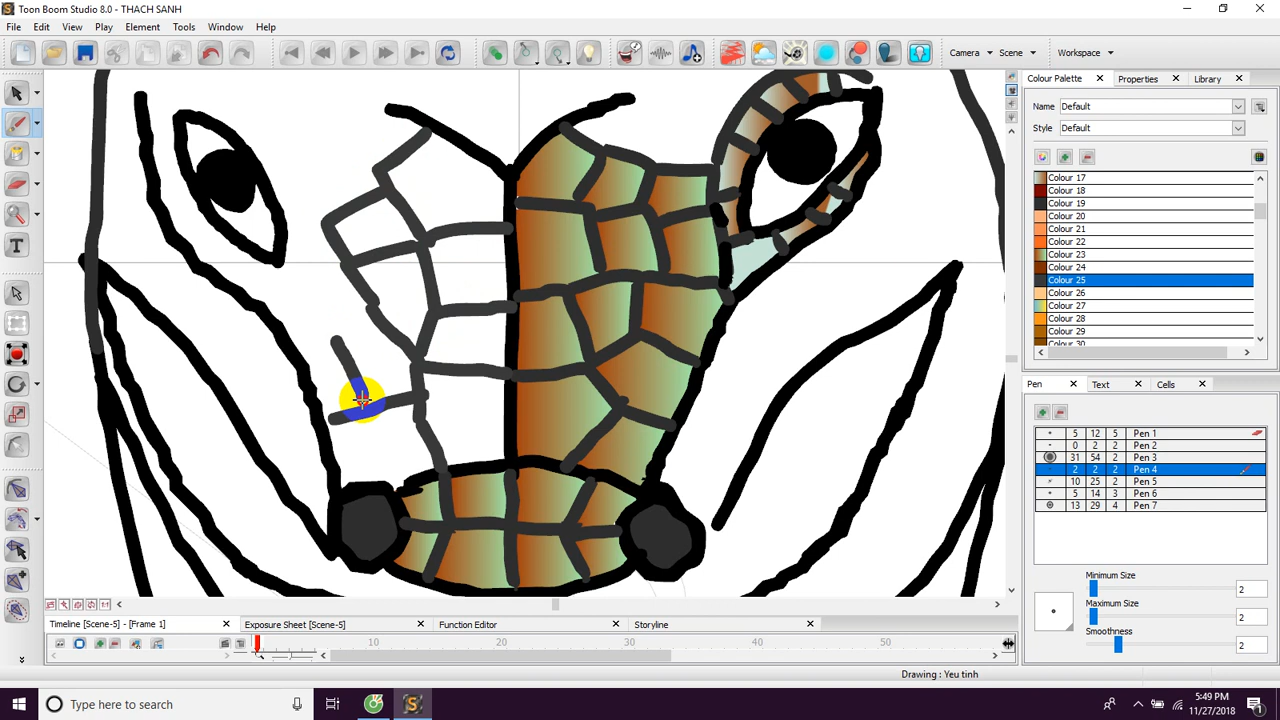 Toon Boom Studio 8.0 - THACH SANH
File Edit View Play Element Tools Window Help
Camera Scene Workspace
Colour Palette Properties Library
Name Default
Style Default
Colour 17
Colour 18
Colour 19
Colour 20
Colour 21
Colour 22
Colour 23
Colour 24
Colour 25
Colour 26
Colour 27
Colour 28
Colour 29
Colour 30
Pen Text Cells
5 12 5 Pen 1
2 2 2 Pen 2
31 54 2 Pen 3
2 2 2 Pen 4
10 25 2 Pen 5
5 14 3 Pen 6
13 29 4 Pen 7
Minimum Size
2
Maximum Size
2
Smoothness
2
Timeline [Scene-5] - [Frame 1] Exposure Sheet [Scene-5] Function Editor Storyline
10 20 30 40 50
Drawing : Yeu tinh
Type here to search
5:49 PM
11/27/2018